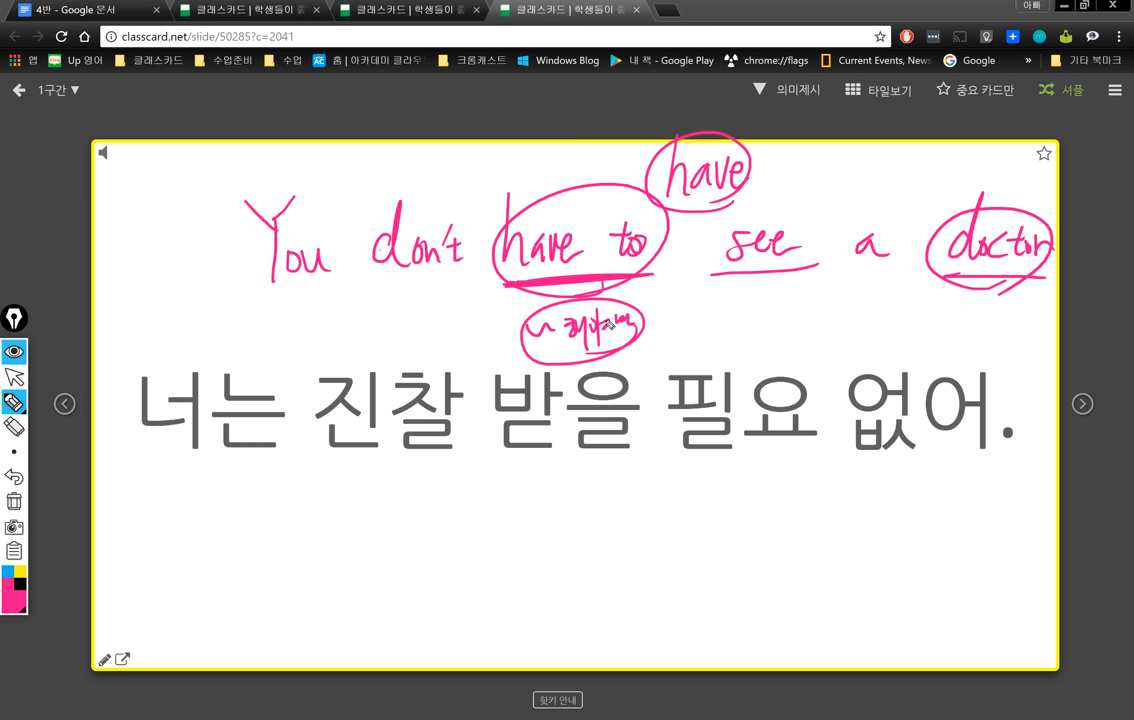 4반 - Google 문서
클래스카드 | 학생들이 즐
클래스카드 | 학생들이 즐
클래스카드 | 학생들이 즐
아빠
classcard.net/slide/50285?c=2041
앱
Up 영어
클래스카드
수업준비
수업
홈 | 아카데미 클라우
크롬캐스트
Windows Blog
내 책 - Google Play
chrome://flags
Current Events, News
Google
»
기타 북마크
1구간 ▼
▼ 의미제시
타일보기
중요 카드만
셔플
have
You don't have to see a doctor
너는 진찰 받을 필요 없어.
핫키 안내